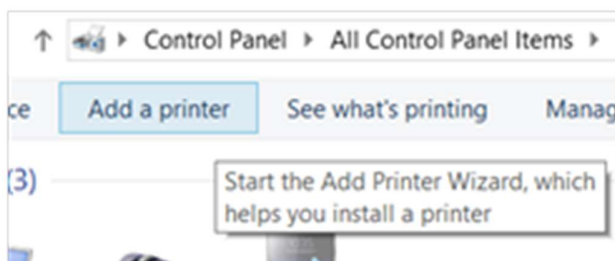 Control Panel All Control Panel Items
ce Add a printer See what's printing Manag
(3)
Start the Add Printer Wizard, which
helps you install a printer